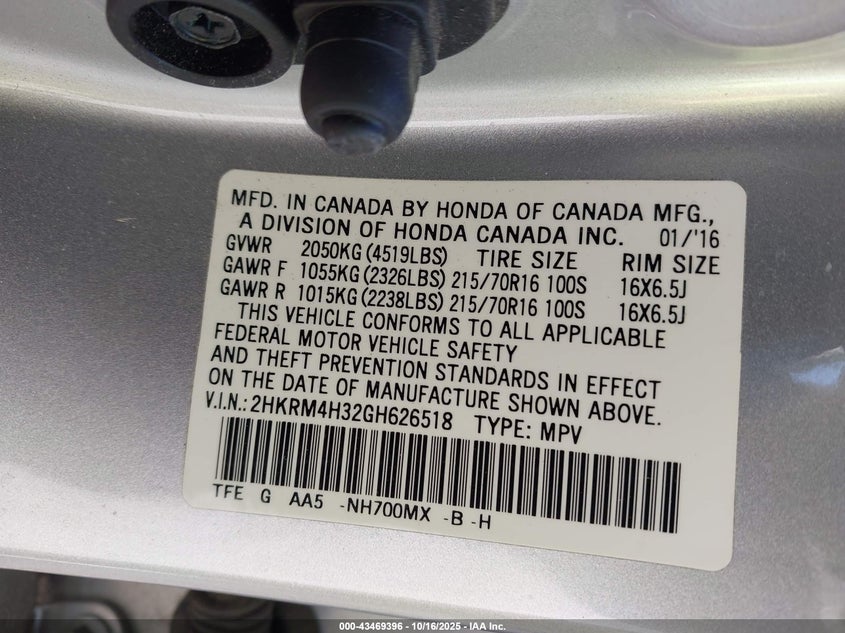 MFD. IN CANADA BY HONDA OF CANADA MFG.,
A DIVISION OF HONDA CANADA INC. 01/'16
GVWR 2050KG (4519LBS) TIRE SIZE RIM SIZE
GAWR F 1055KG (2326LBS) 215/70R16 100S 16X6.5J
GAWR R 1015KG (2238LBS) 215/70R16 100S 16X6.5J
THIS VEHICLE CONFORMS TO ALL APPLICABLE
FEDERAL MOTOR VEHICLE SAFETY
AND THEFT PREVENTION STANDARDS IN EFFECT
ON THE DATE OF MANUFACTURE SHOWN ABOVE.
V.I.N.: 2HKRM4H32GH626518 TYPE: MPV
TFE G AA5 -NH700MX -B -H
000-43469396 - 10/16/2025 - IAA Inc.